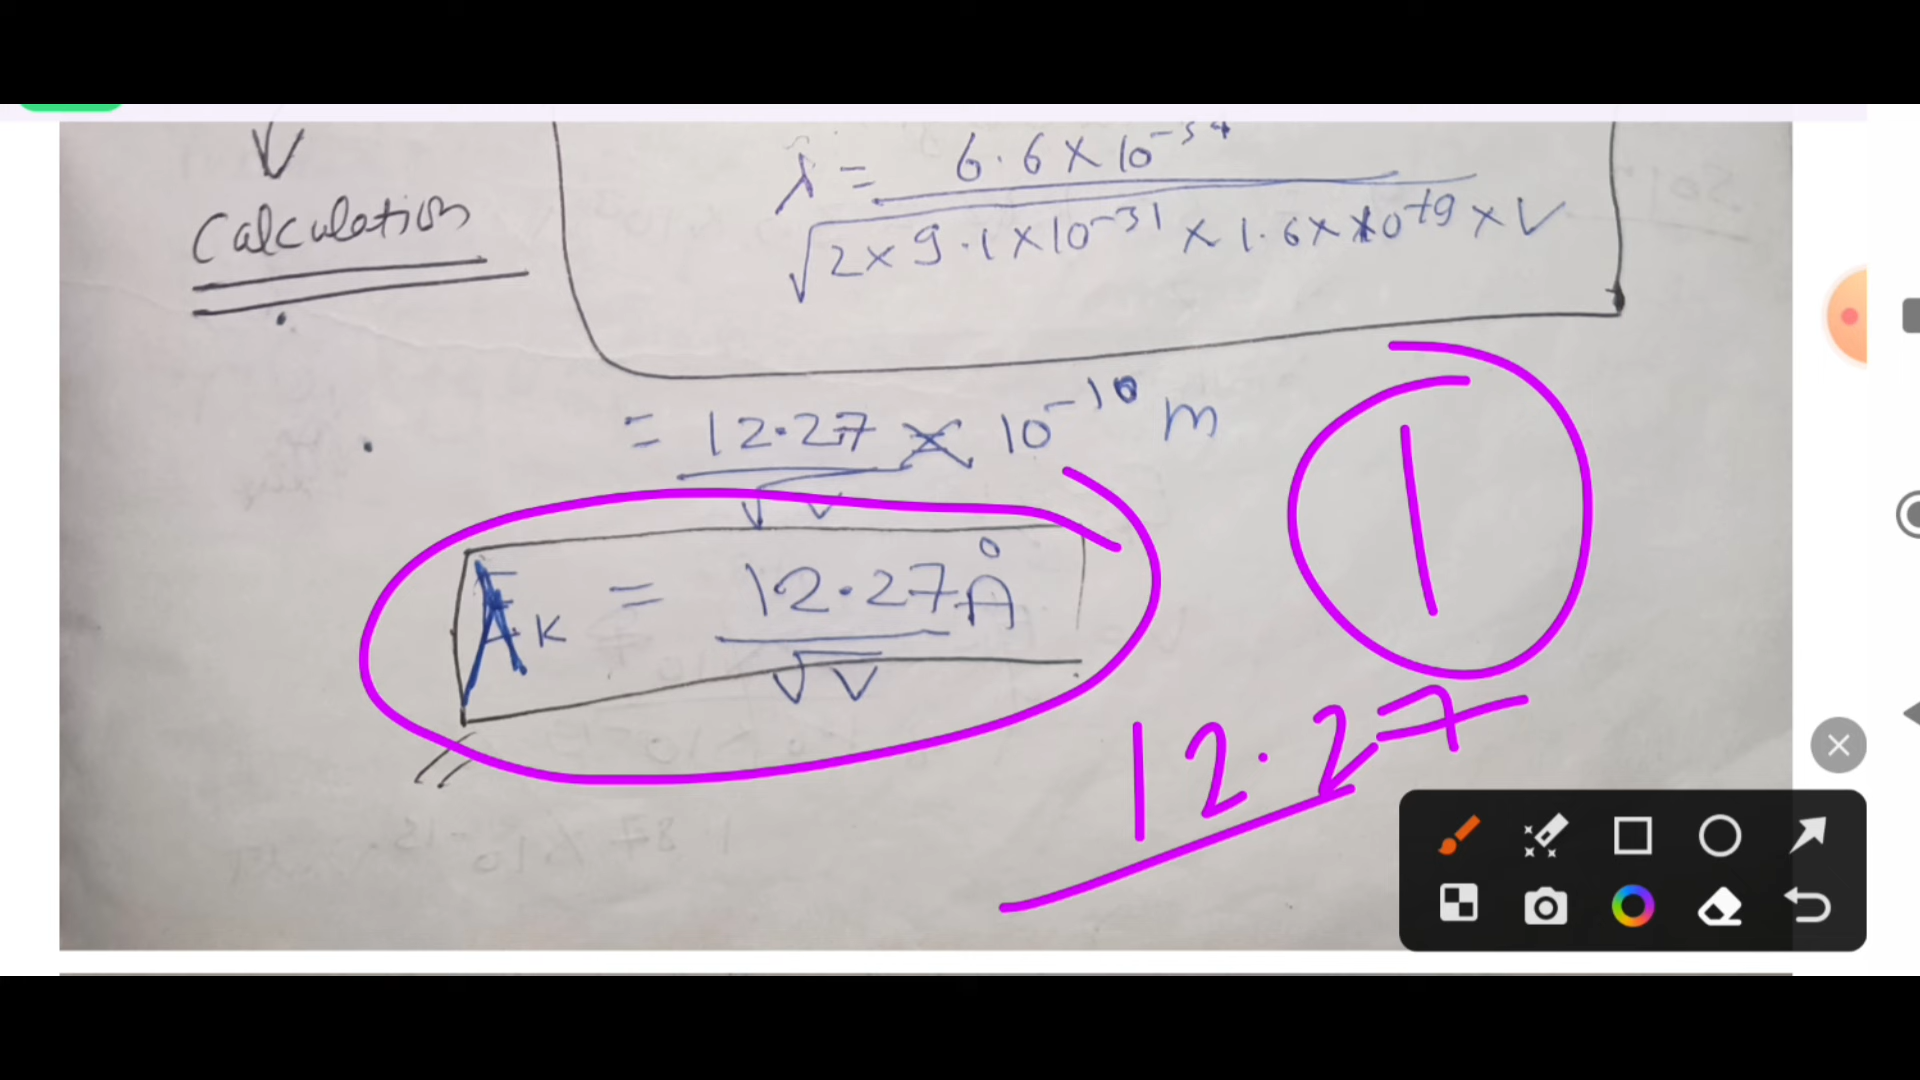 Calculation
λ = 6.6 × 10⁻³⁴
√2 × 9.1 × 10⁻³¹ × 1.6 × 10⁻¹⁹ × V
= 12.27 × 10⁻¹⁰ m
√V
1
K = 12.27 Å
√V
12.27